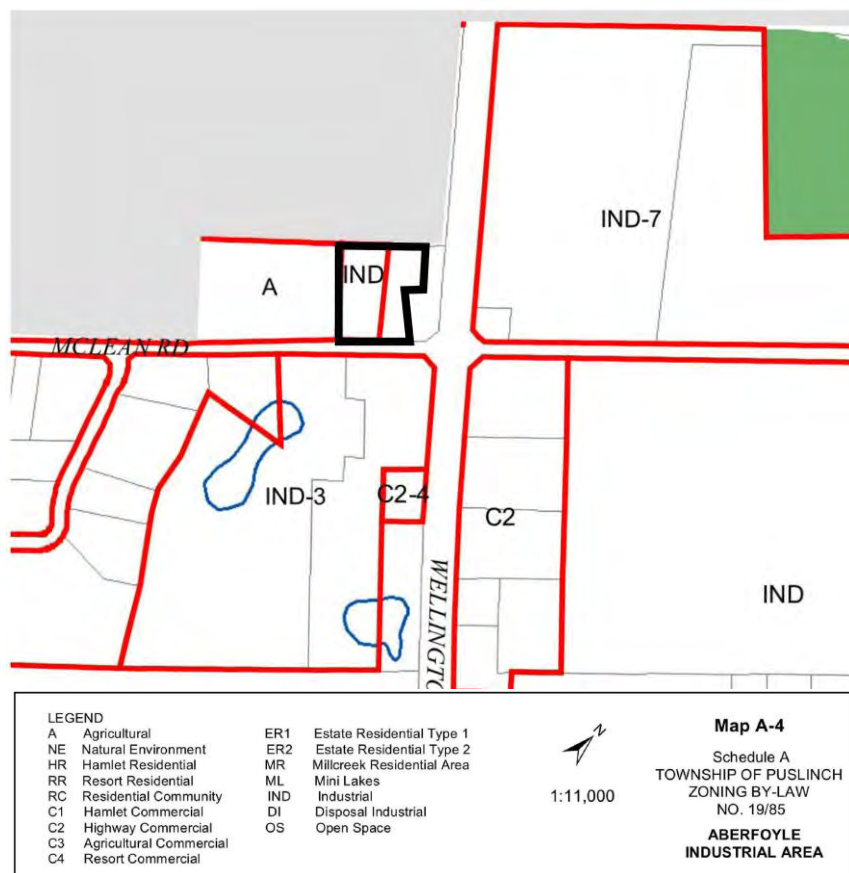 IND-7
IND
A
MCLEAN RD
IND-3
C2-4
C2
WELLINGTO
IND
LEGEND
A Agricultural
NE Natural Environment
HR Hamlet Residential
RR Resort Residential
RC Residential Community
C1 Hamlet Commercial
C2 Highway Commercial
C3 Agricultural Commercial
C4 Resort Commercial
ER1 Estate Residential Type 1
ER2 Estate Residential Type 2
MR Millcreek Residential Area
ML Mini Lakes
IND Industrial
DI Disposal Industrial
OS Open Space
N
1:11,000
Map A-4
Schedule A
TOWNSHIP OF PUSLINCH
ZONING BY-LAW
NO. 19/85
ABERFOYLE
INDUSTRIAL AREA